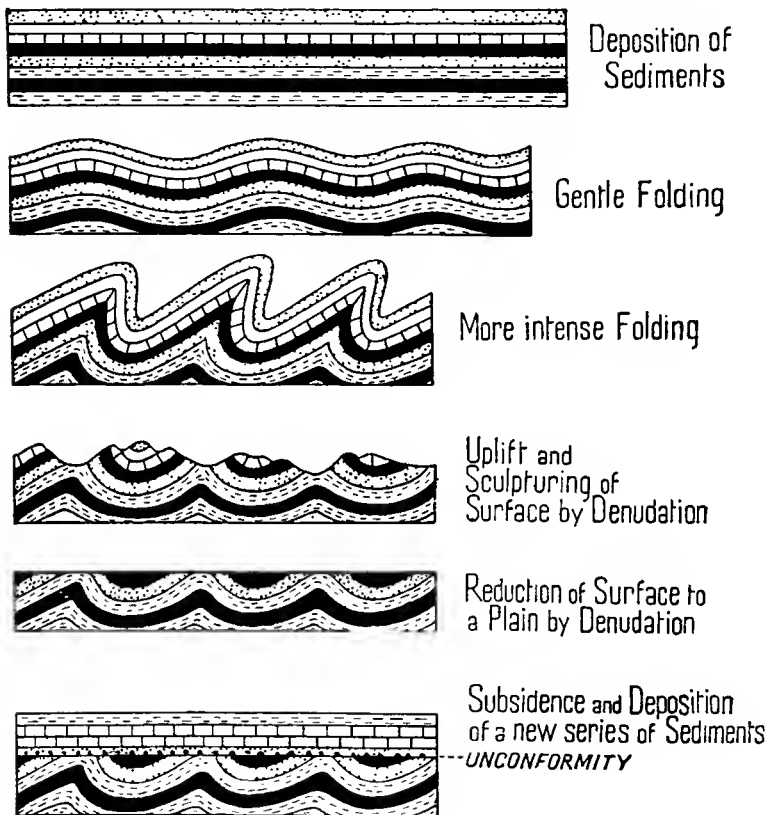 Deposition of
Sediments
Gentle Folding
More intense Folding
Uplift and
Sculpturing of
Surface by Denudation
Reduction of Surface to
a Plain by Denudation
Subsidence and Deposition
of a new series of Sediments
UNCONFORMITY